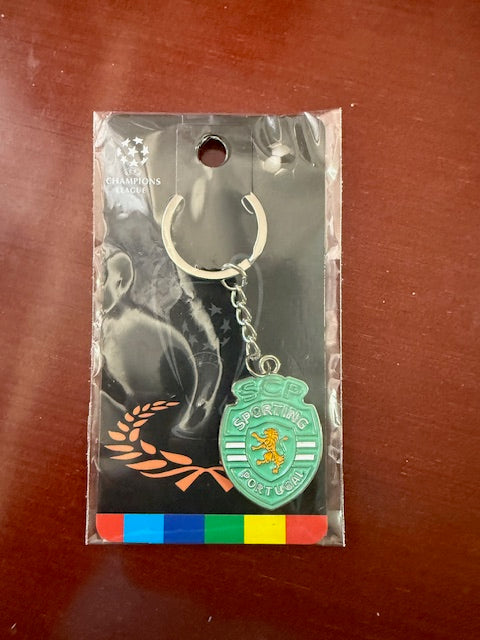 CHAMPIONS
LEAGUE
SCP
SPORTING
PORTUGAL